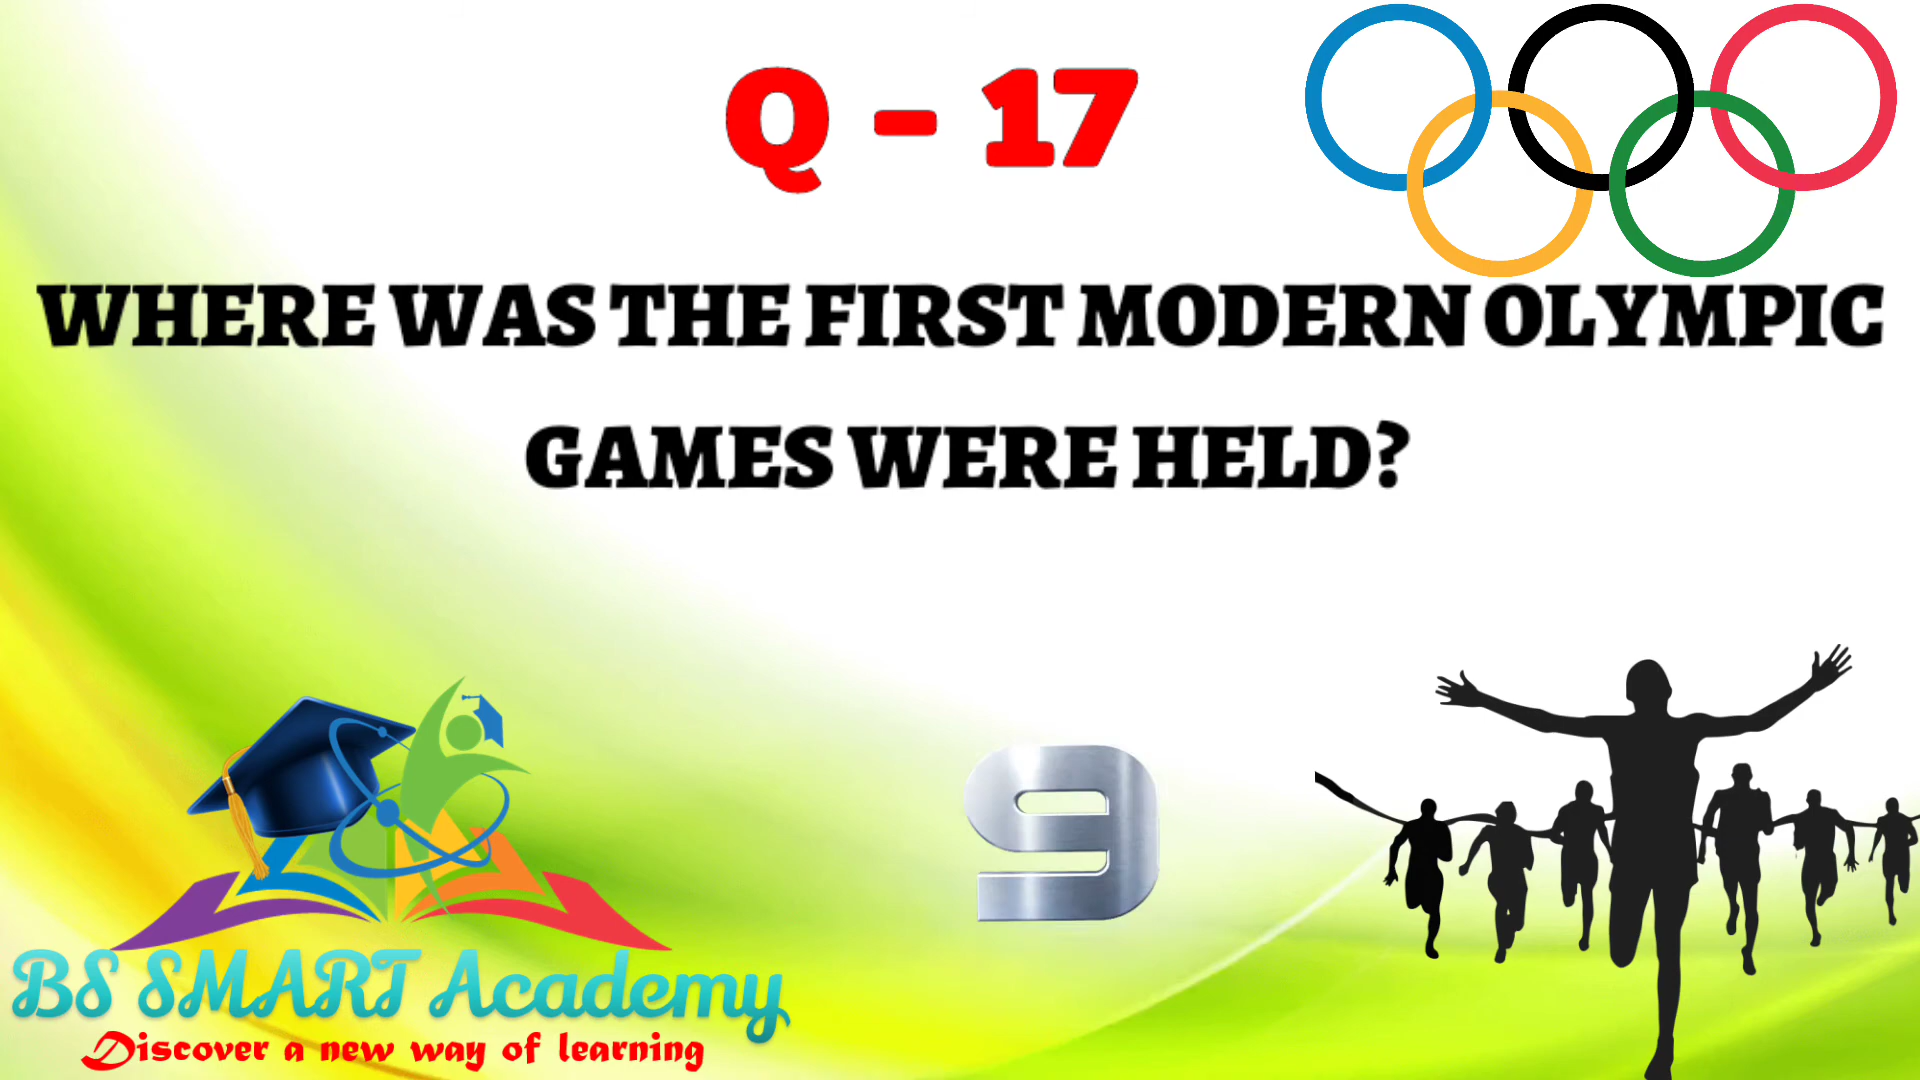 Q - 17
WHERE WAS THE FIRST MODERN OLYMPIC
GAMES WERE HELD?
9
BS SMART Academy
Discover a new way of learning